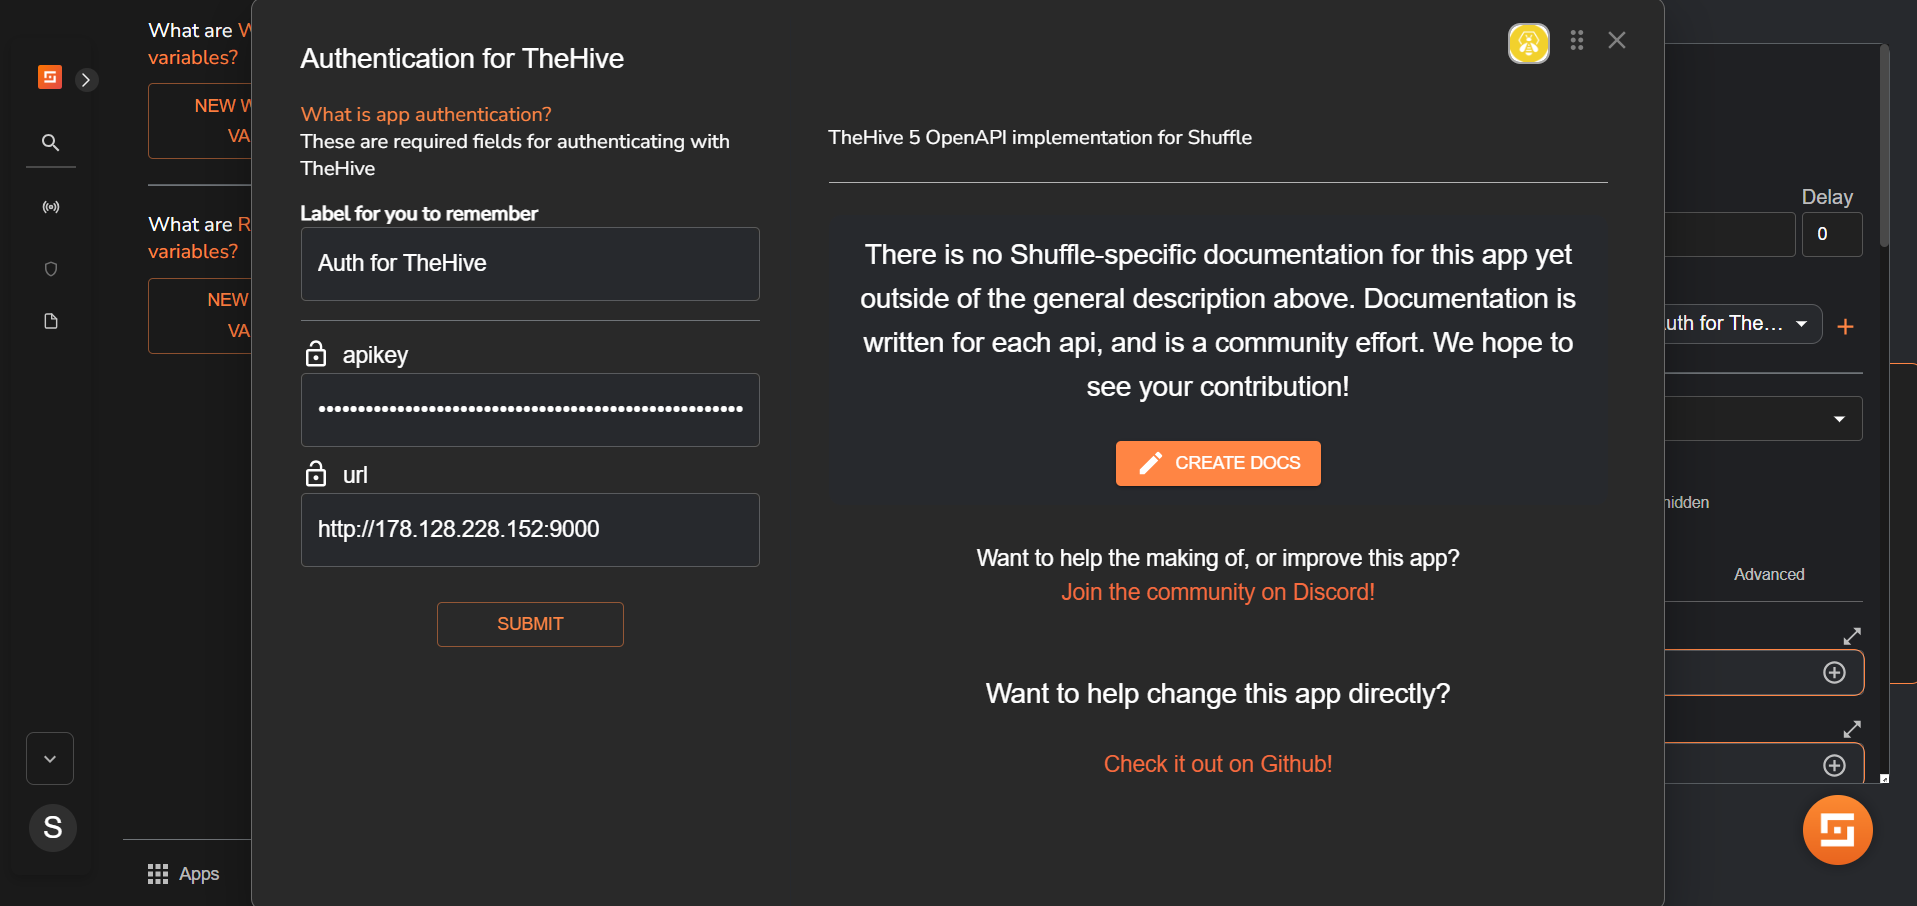 What are W
variables?
NEW W
VA
What are R
variables?
NEW
VA
S
Apps
Authentication for TheHive
What is app authentication?
These are required fields for authenticating with
TheHive
Label for you to remember
Auth for TheHive
apikey
url
http://178.128.228.152:9000
SUBMIT
TheHive 5 OpenAPI implementation for Shuffle
There is no Shuffle-specific documentation for this app yet
outside of the general description above. Documentation is
written for each api, and is a community effort. We hope to
see your contribution!
CREATE DOCS
Want to help the making of, or improve this app?
Join the community on Discord!
Want to help change this app directly?
Check it out on Github!
Delay
0
uth for The...
hidden
Advanced